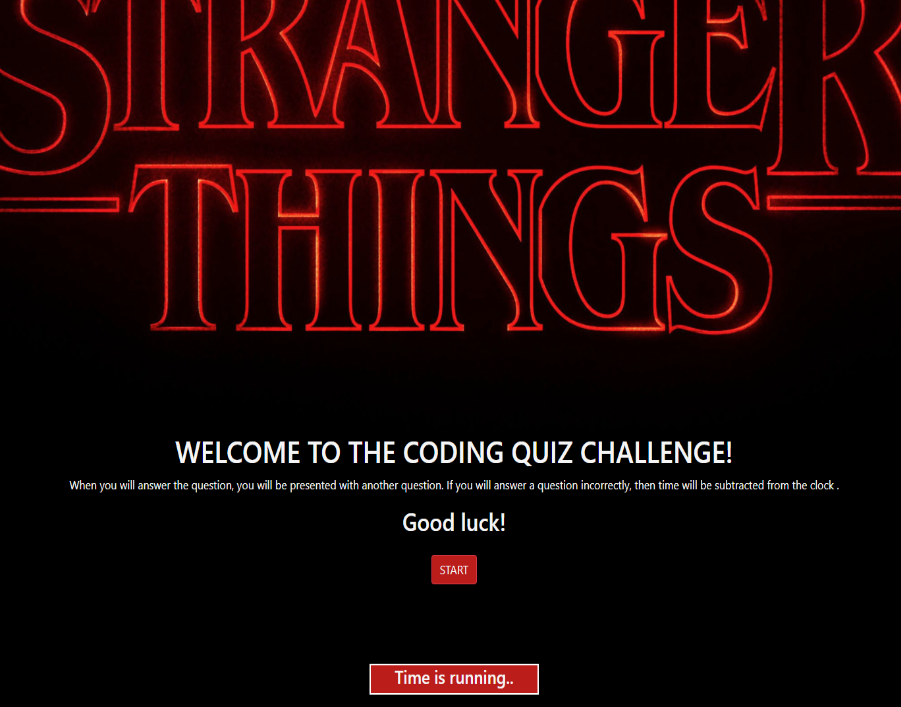 STRANGER
THINGS
WELCOME TO THE CODING QUIZ CHALLENGE!
When you will answer the question, you will be presented with another question. If you will answer a question incorrectly, then time will be subtracted from the clock .
Good luck!
START
Time is running..